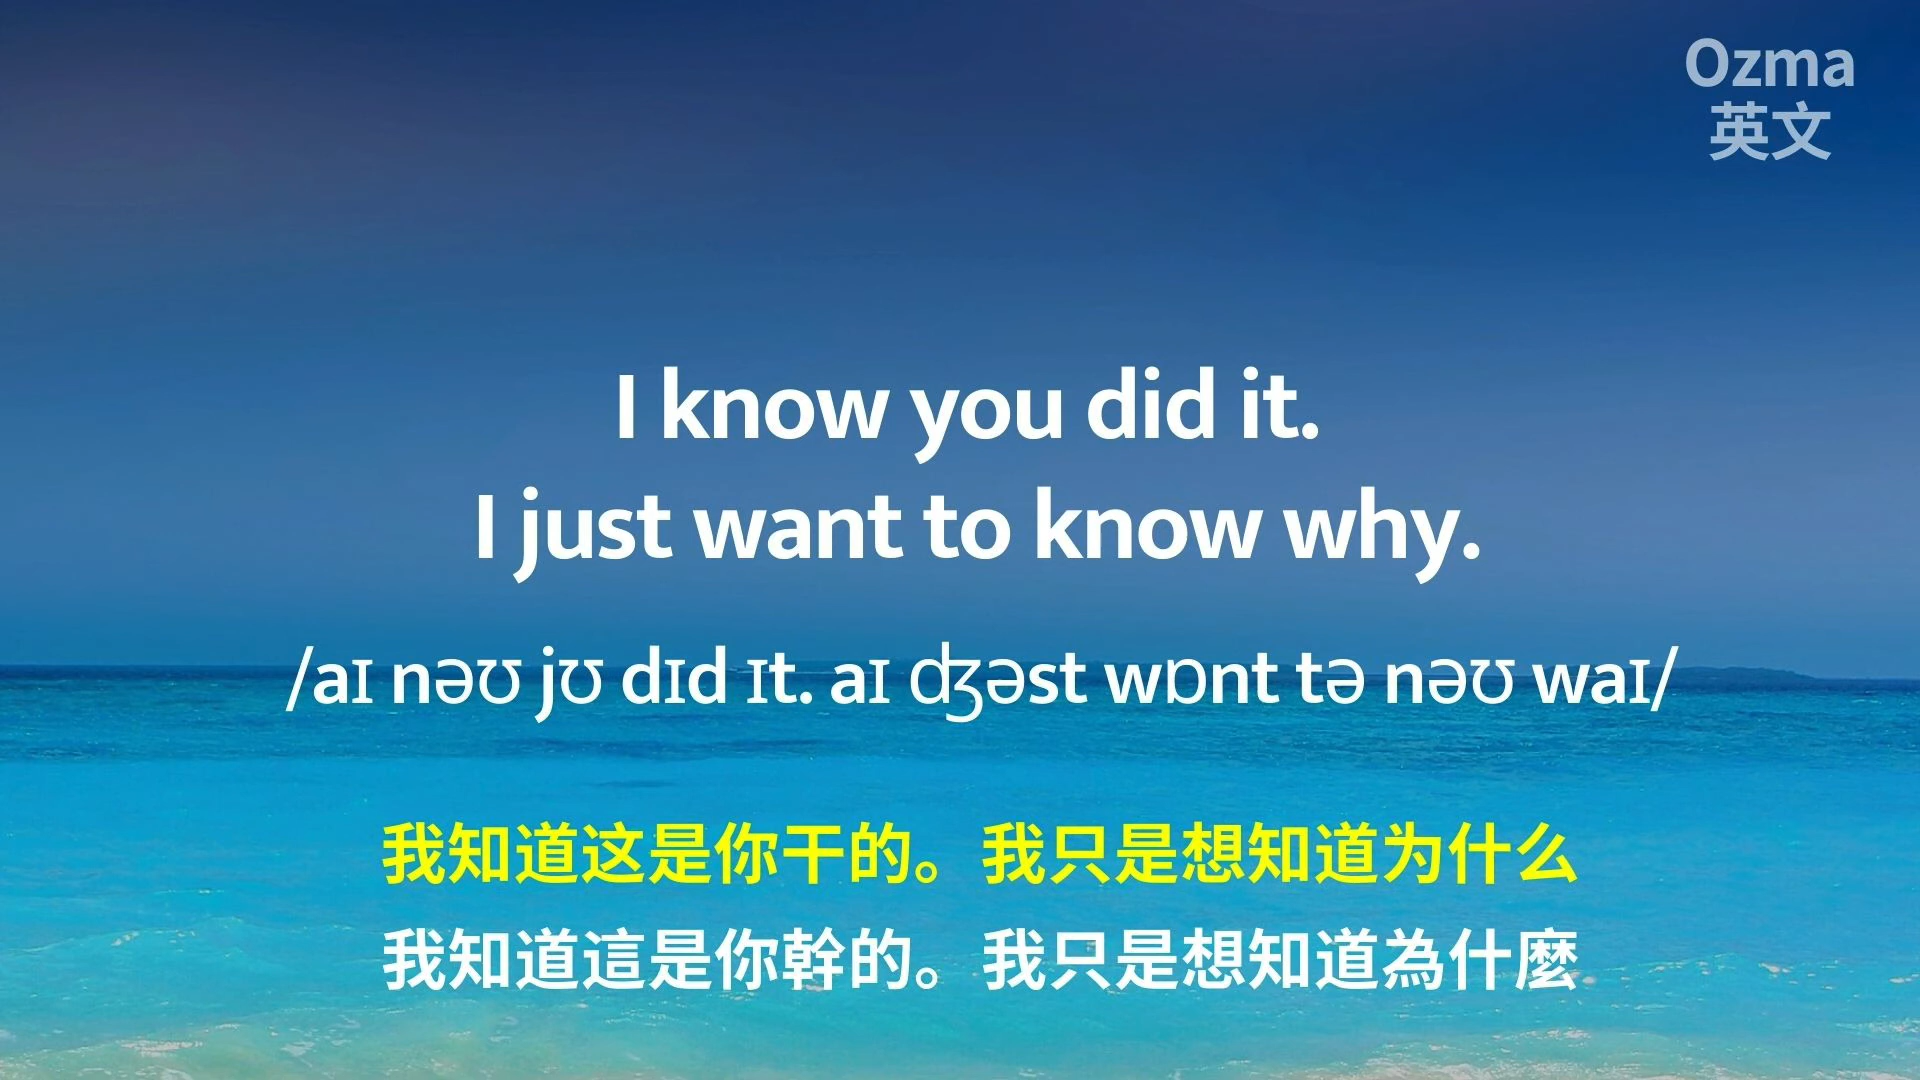 Ozma
英文
I know you did it.
I just want to know why.
/aɪ nəʊ jʊ dɪd ɪt. aɪ ʤəst wɒnt tə nəʊ waɪ/
我知道这是你干的。我只是想知道为什么
我知道這是你幹的。我只是想知道為什麼